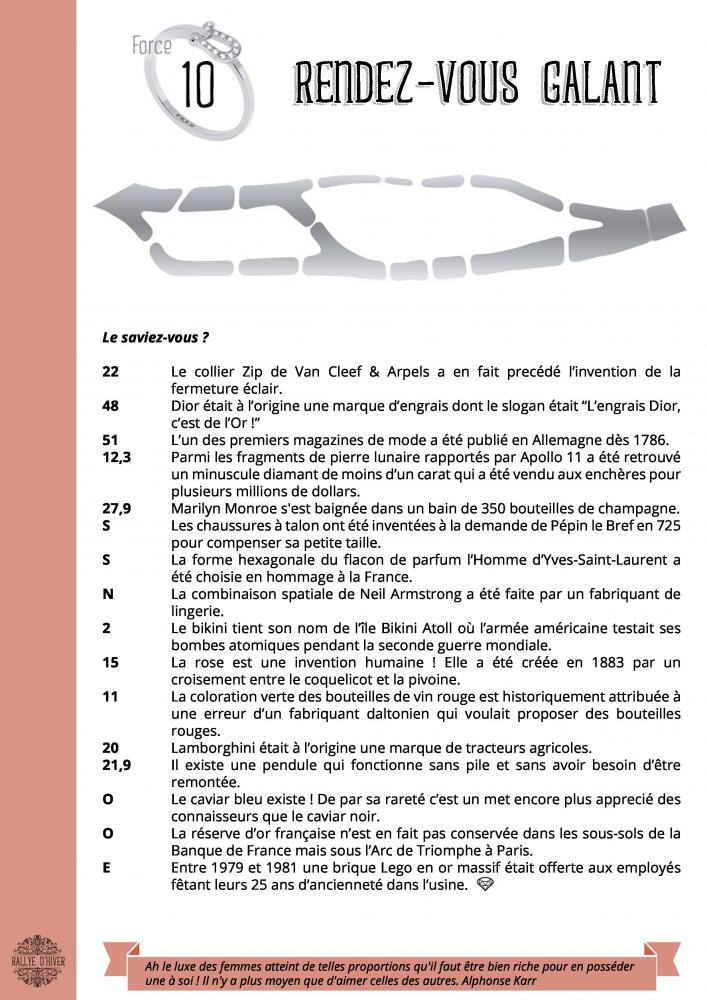 Force
10
FRED
RENDEZ-VOUS GALANT
Le saviez-vous ?
22 Le collier Zip de Van Cleef & Arpels a en fait precédé l'invention de la
fermeture éclair.
48 Dior était à l'origine une marque d'engrais dont le slogan était “L'engrais Dior,
c'est de l'Or !”
51 L'un des premiers magazines de mode a été publié en Allemagne dès 1786.
12,3 Parmi les fragments de pierre lunaire rapportés par Apollo 11 a été retrouvé
un minuscule diamant de moins d'un carat qui a été vendu aux enchères pour
plusieurs millions de dollars.
27,9 Marilyn Monroe s'est baignée dans un bain de 350 bouteilles de champagne.
S Les chaussures à talon ont été inventées à la demande de Pépin le Bref en 725
pour compenser sa petite taille.
S La forme hexagonale du flacon de parfum l'Homme d'Yves-Saint-Laurent a
été choisie en hommage à la France.
N La combinaison spatiale de Neil Armstrong a été faite par un fabriquant de
lingerie.
2 Le bikini tient son nom de l'île Bikini Atoll où l'armée américaine testait ses
bombes atomiques pendant la seconde guerre mondiale.
15 La rose est une invention humaine ! Elle a été créée en 1883 par un
croisement entre le coquelicot et la pivoine.
11 La coloration verte des bouteilles de vin rouge est historiquement attribuée à
une erreur d'un fabriquant daltonien qui voulait proposer des bouteilles
rouges.
20 Lamborghini était à l'origine une marque de tracteurs agricoles.
21,9 Il existe une pendule qui fonctionne sans pile et sans avoir besoin d'être
remontée.
O Le caviar bleu existe ! De par sa rareté c'est un met encore plus apprecié des
connaisseurs que le caviar noir.
O La réserve d'or française n'est en fait pas conservée dans les sous-sols de la
Banque de France mais sous l'Arc de Triomphe à Paris.
E Entre 1979 et 1981 une brique Lego en or massif était offerte aux employés
fêtant leurs 25 ans d'ancienneté dans l'usine.
RALLYE D'HIVER
Ah le luxe des femmes atteint de telles proportions qu'il faut être bien riche pour en posséder
une à soi ! Il n'y a plus moyen que d'aimer celles des autres. Alphonse Karr